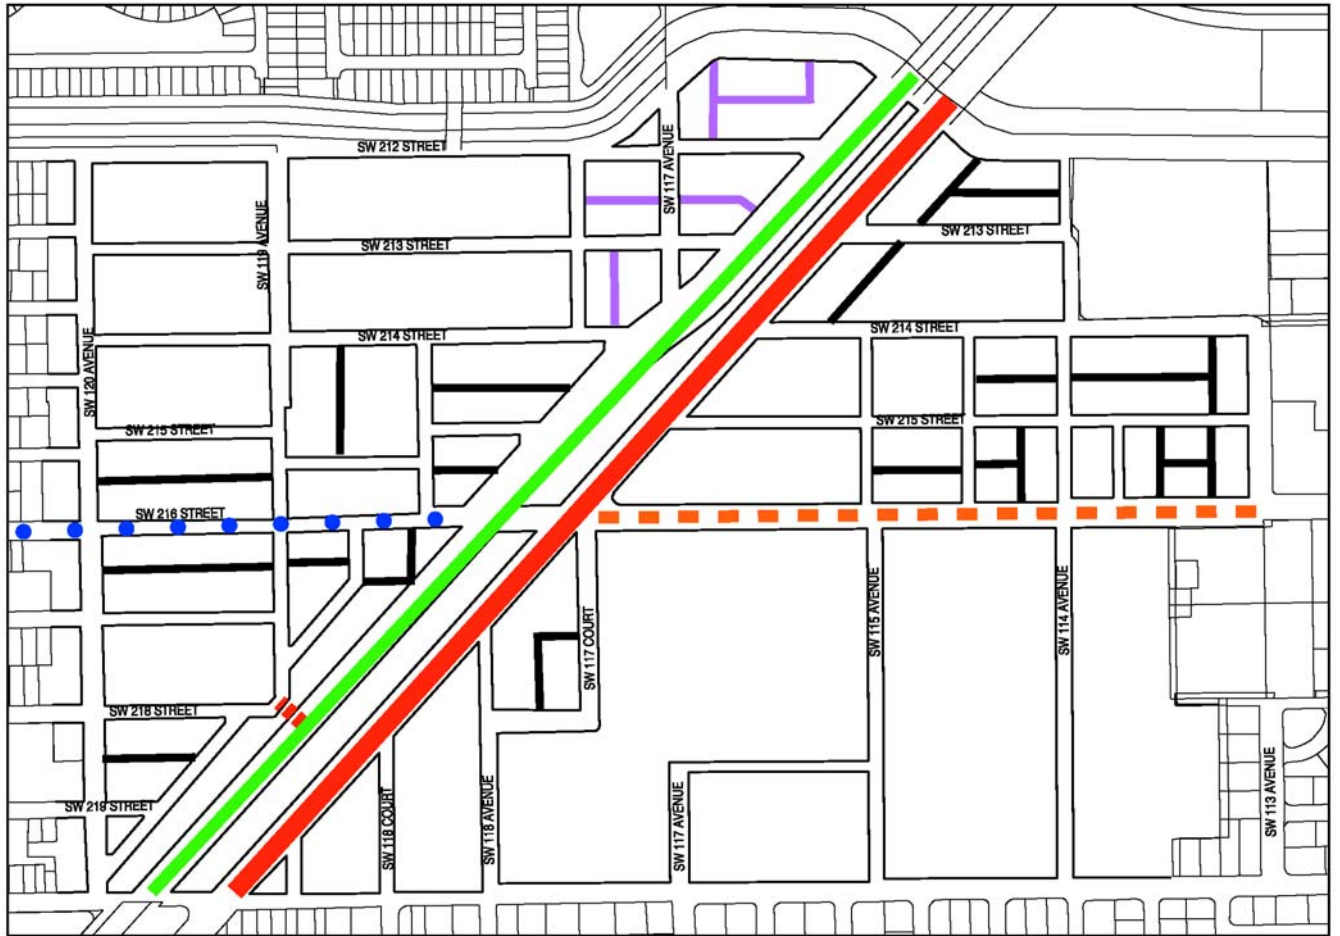 SW 212 STREET
SW 117 AVENUE
SW 119 AVENUE
SW 213 STREET
SW 213 STREET
SW 120 AVENUE
SW 214 STREET
SW 214 STREET
SW 215 STREET
SW 215 STREET
SW 216 STREET
SW 117 COURT
SW 115 AVENUE
SW 114 AVENUE
SW 218 STREET
SW 219 STREET
SW 118 COURT
SW 118 AVENUE
SW 117 AVENUE
SW 113 AVENUE